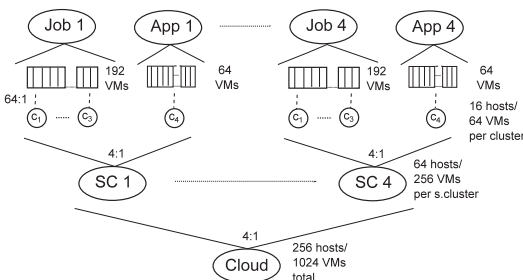 Job 1
App 1
Job 4
App 4
192
VMs
64
VMs
192
VMs
64
VMs
64:1
c1
c3
c4
c1
c3
c4
16 hosts/
64 VMs
per cluster
4:1
4:1
SC 1
SC 4
64 hosts/
256 VMs
per s.cluster
4:1
Cloud
256 hosts/
1024 VMs
total